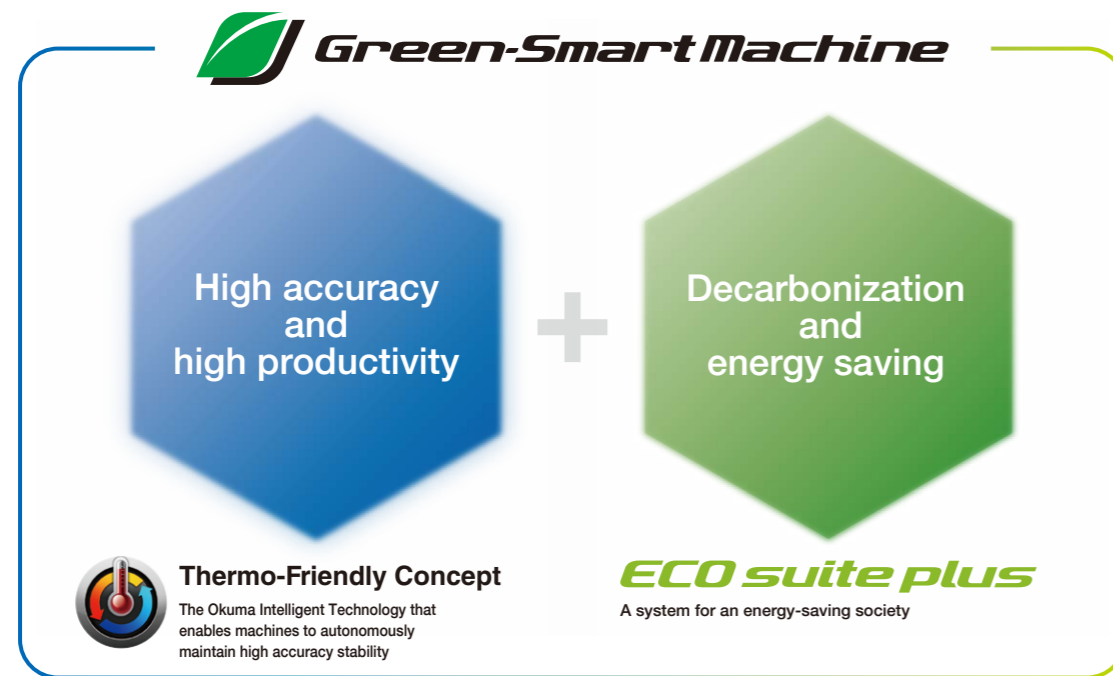 Green-Smart Machine
High accuracy
and
high productivity
+
Decarbonization
and
energy saving
Thermo-Friendly Concept
The Okuma Intelligent Technology that
enables machines to autonomously
maintain high accuracy stability
ECO suite plus
A system for an energy-saving society